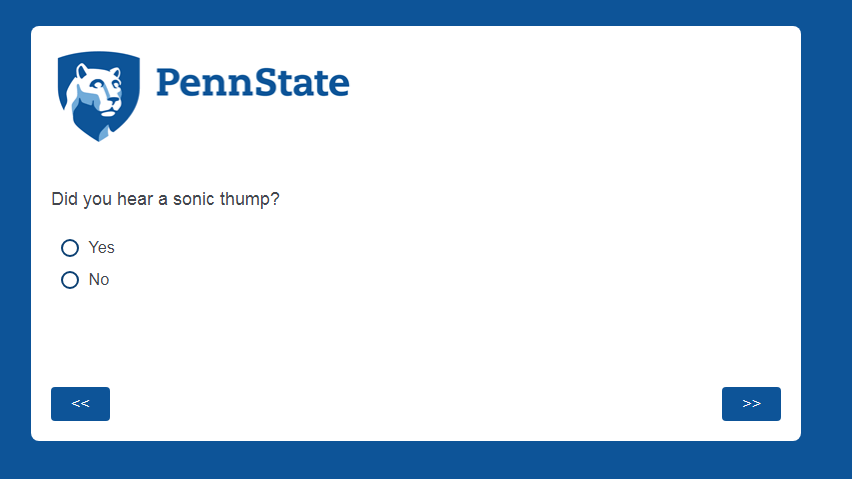 PennState
Did you hear a sonic thump?
Yes
No
<< >>